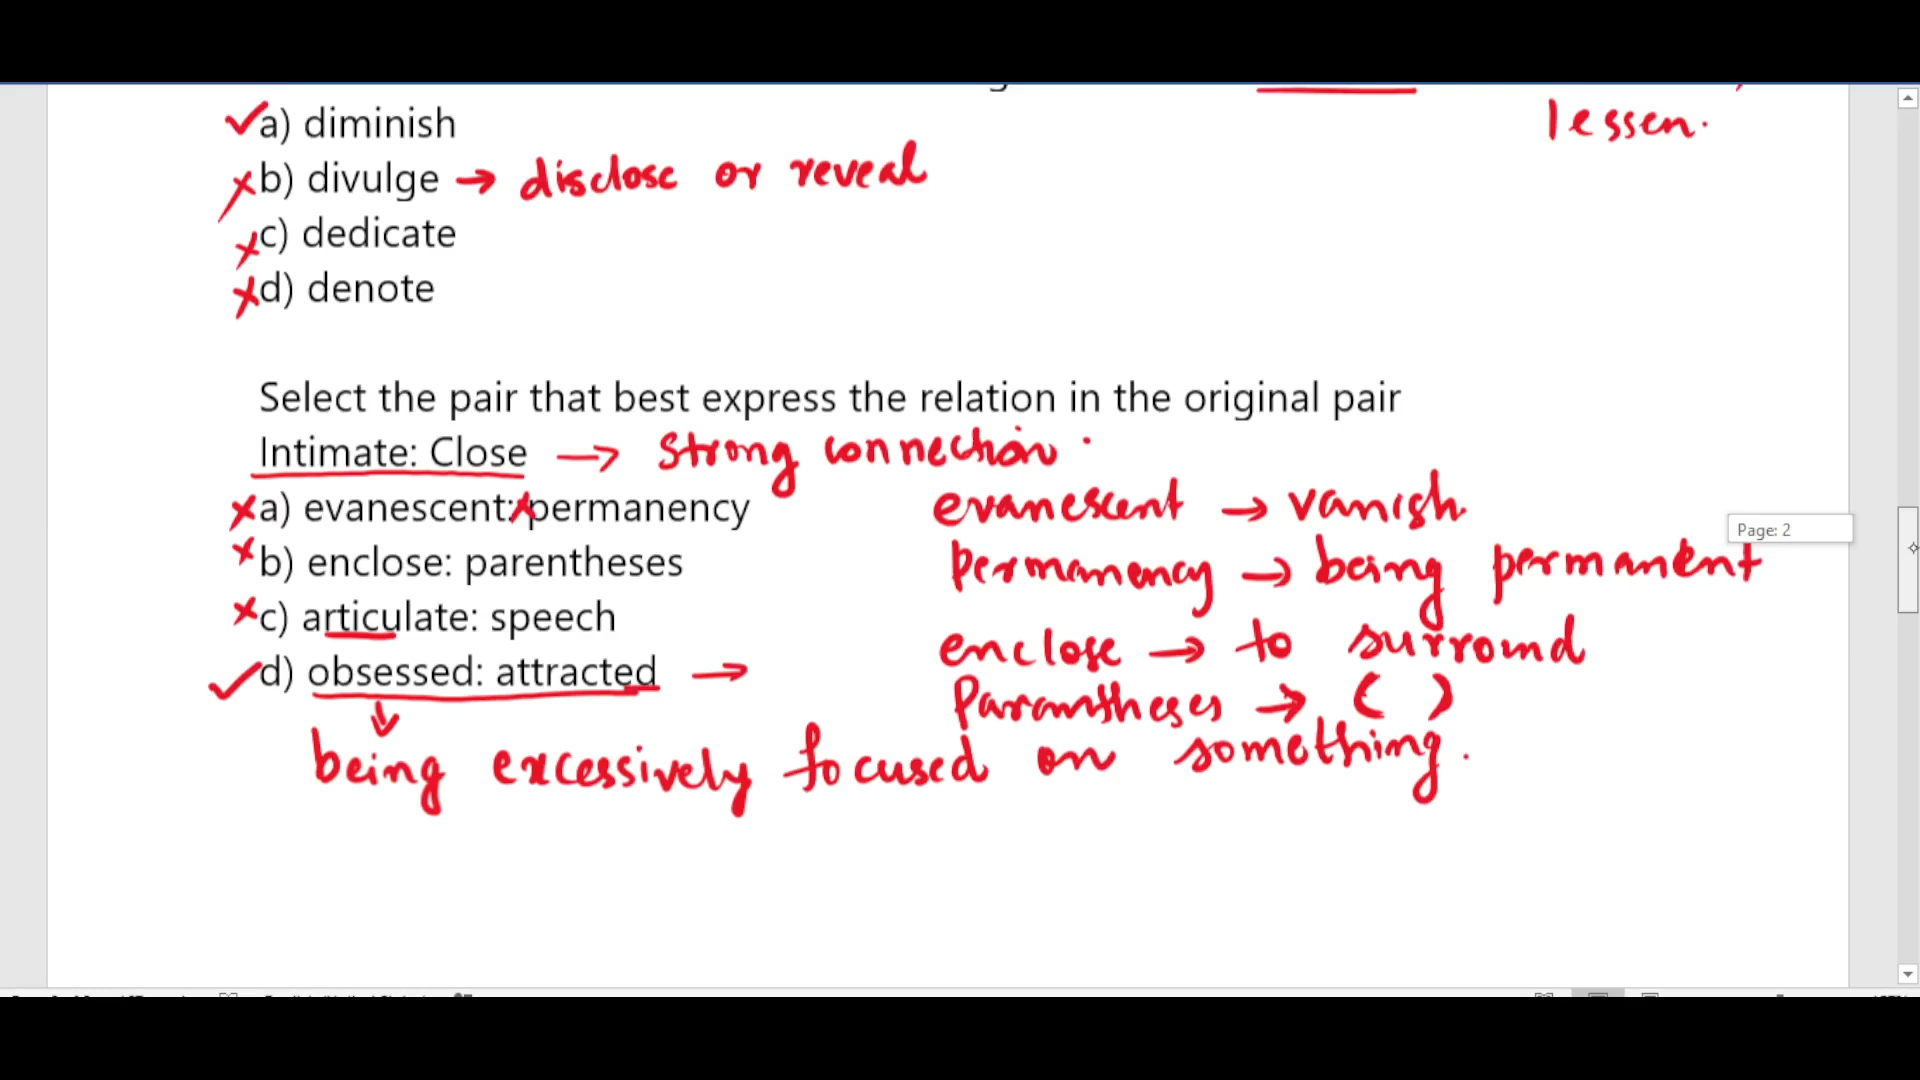 a) diminish
lessen.
b) divulge → disclose or reveal
c) dedicate
d) denote
Select the pair that best express the relation in the original pair
Intimate: Close → Strong connection.
a) evanescent: permanency
evanescent → vanish
Page: 2
b) enclose: parentheses
permanency → being permanent
c) articulate: speech
enclose → to surround
d) obsessed: attracted →
Parantheses → ( )
being excessively focused on something.